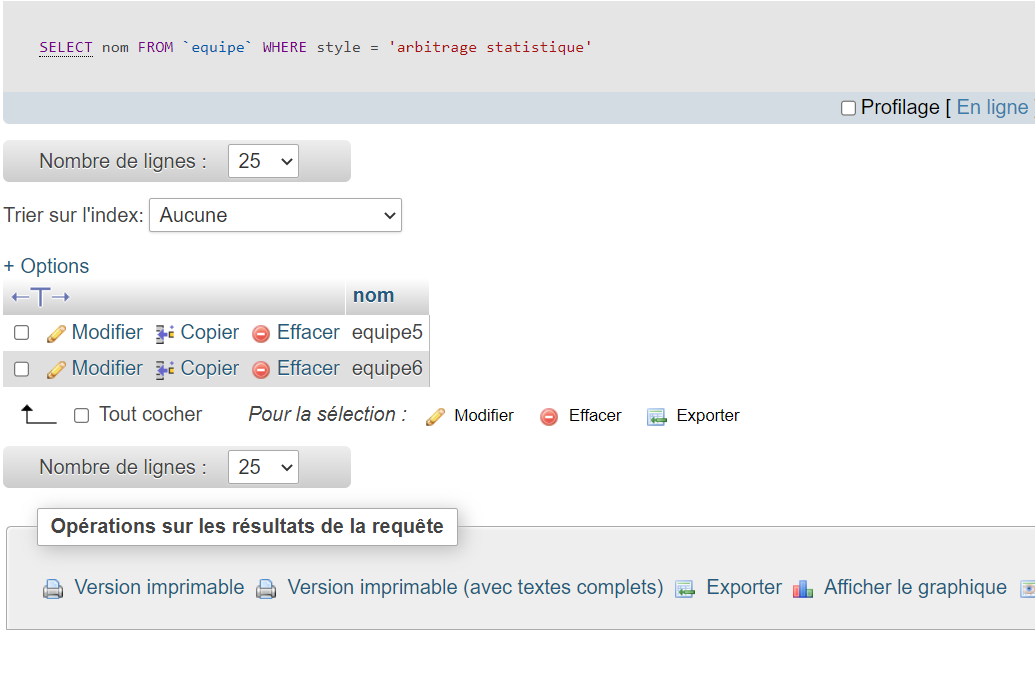 SELECT nom FROM `equipe` WHERE style = 'arbitrage statistique'
Profilage [ En ligne
Nombre de lignes : 25
Trier sur l'index: Aucune
+ Options
←T→ nom
Modifier Copier Effacer equipe5
Modifier Copier Effacer equipe6
Tout cocher Pour la sélection : Modifier Effacer Exporter
Nombre de lignes : 25
Opérations sur les résultats de la requête
Version imprimable Version imprimable (avec textes complets) Exporter Afficher le graphique